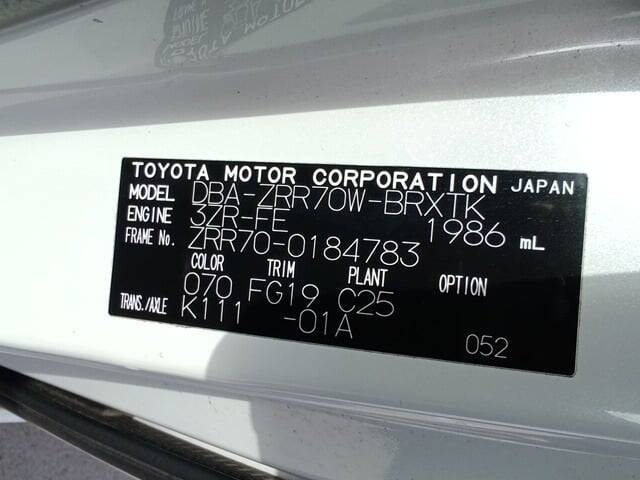 TOYOTA MOTOR CORPORATION JAPAN
MODEL DBA-ZRR70W-BRXTK
ENGINE 3ZR-FE 1986 mL
FRAME No. ZRR70-0184783
COLOR TRIM PLANT OPTION
070 FG19 C25
TRANS./AXLE K111 -01A
052